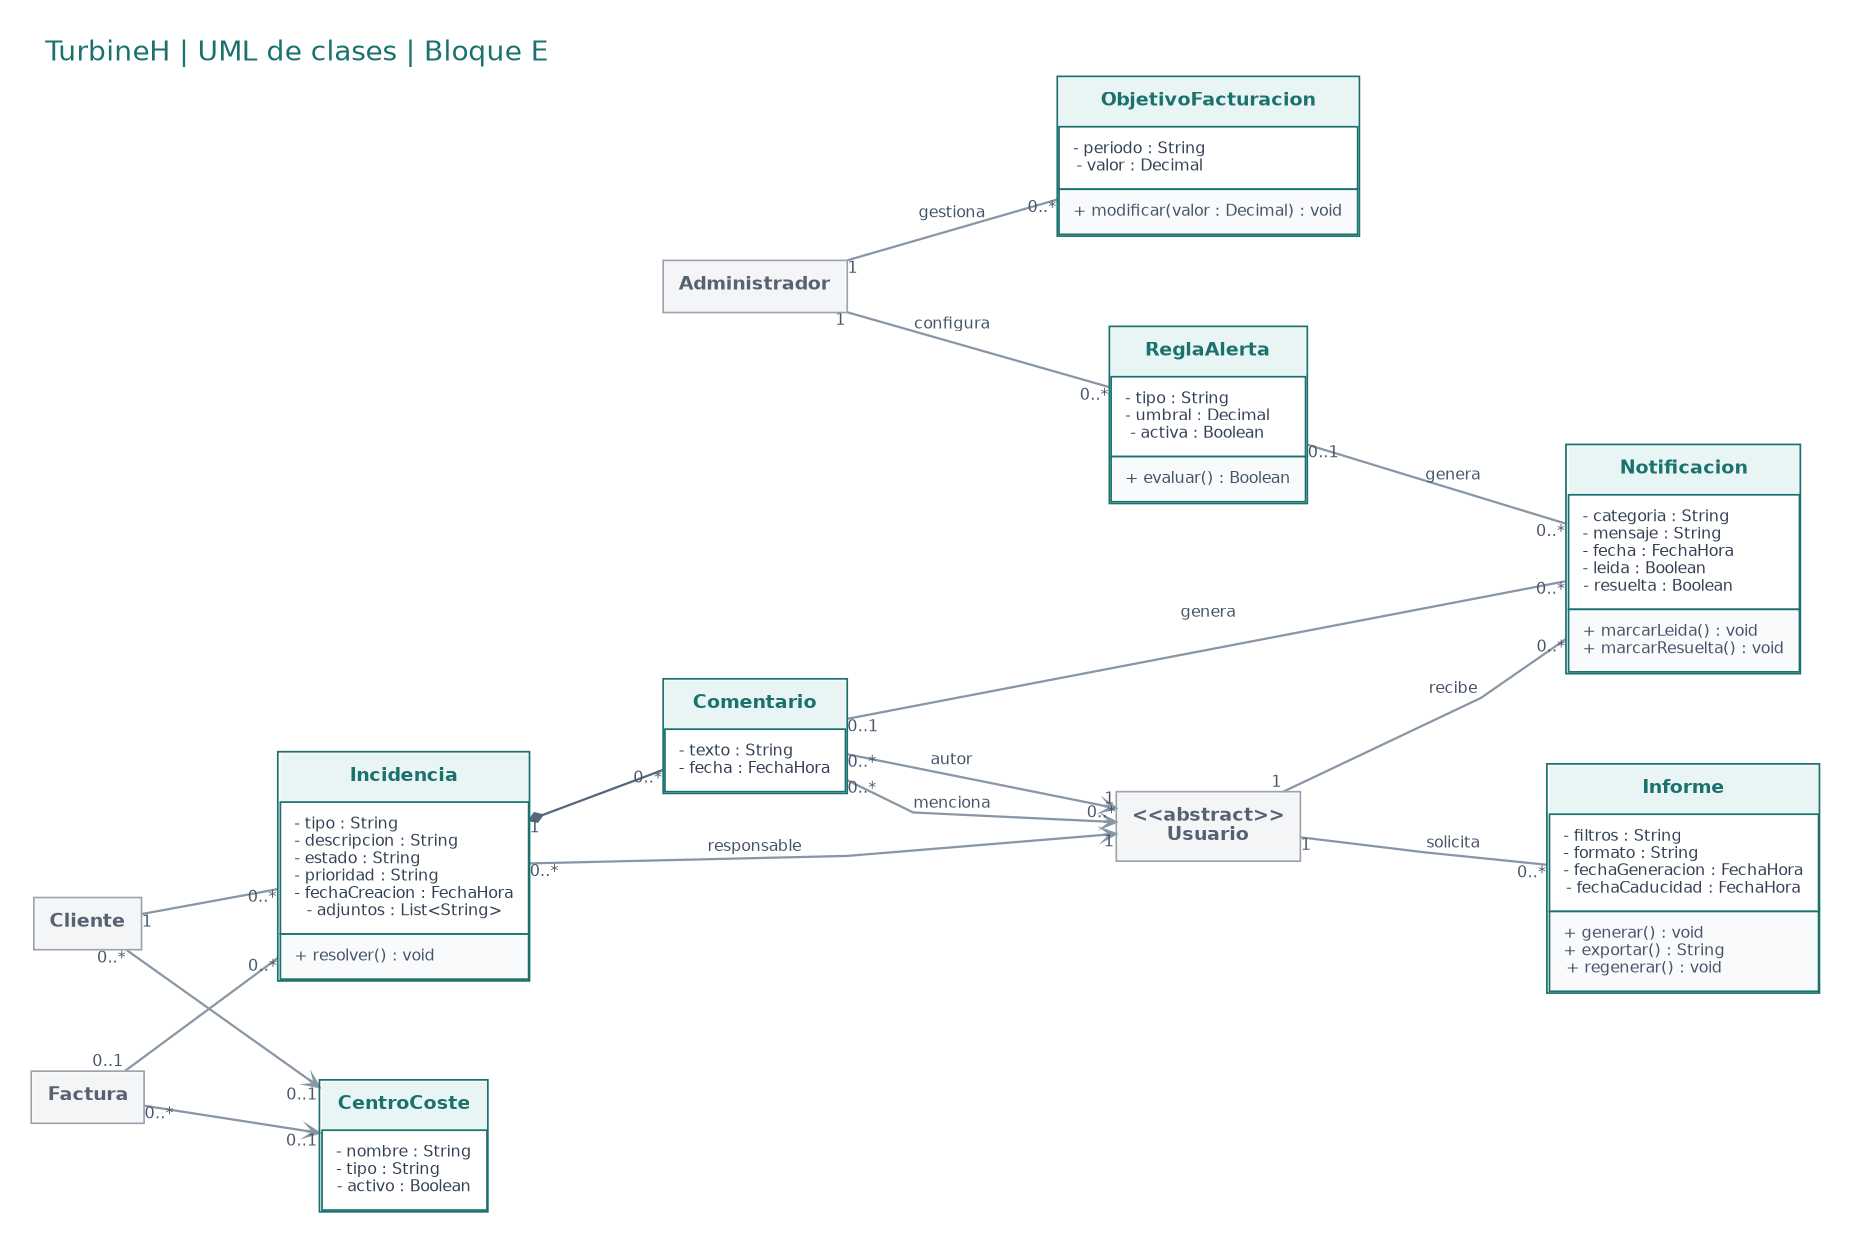 TurbineH | UML de clases | Bloque E
ObjetivoFacturacion
- periodo : String
- valor : Decimal
+ modificar(valor : Decimal) : void
gestiona
0..*
1
Administrador
1
configura
0..*
ReglaAlerta
- tipo : String
- umbral : Decimal
- activa : Boolean
+ evaluar() : Boolean
0..1
genera
0..*
Notificacion
- categoria : String
- mensaje : String
- fecha : FechaHora
- leida : Boolean
- resuelta : Boolean
+ marcarLeida() : void
+ marcarResuelta() : void
0..*
genera
0..1
0..*
recibe
1
Comentario
- texto : String
- fecha : FechaHora
0..*
1
0..*
autor
1
0..*
menciona
0..*
<<abstract>>
Usuario
responsable
0..*
1
1
solicita
0..*
Informe
- filtros : String
- formato : String
- fechaGeneracion : FechaHora
- fechaCaducidad : FechaHora
+ generar() : void
+ exportar() : String
+ regenerar() : void
Incidencia
- tipo : String
- descripcion : String
- estado : String
- prioridad : String
- fechaCreacion : FechaHora
- adjuntos : List<String>
+ resolver() : void
Cliente
1
0..*
0..*
0..1
0..*
0..1
Factura
0..*
0..1
CentroCoste
- nombre : String
- tipo : String
- activo : Boolean